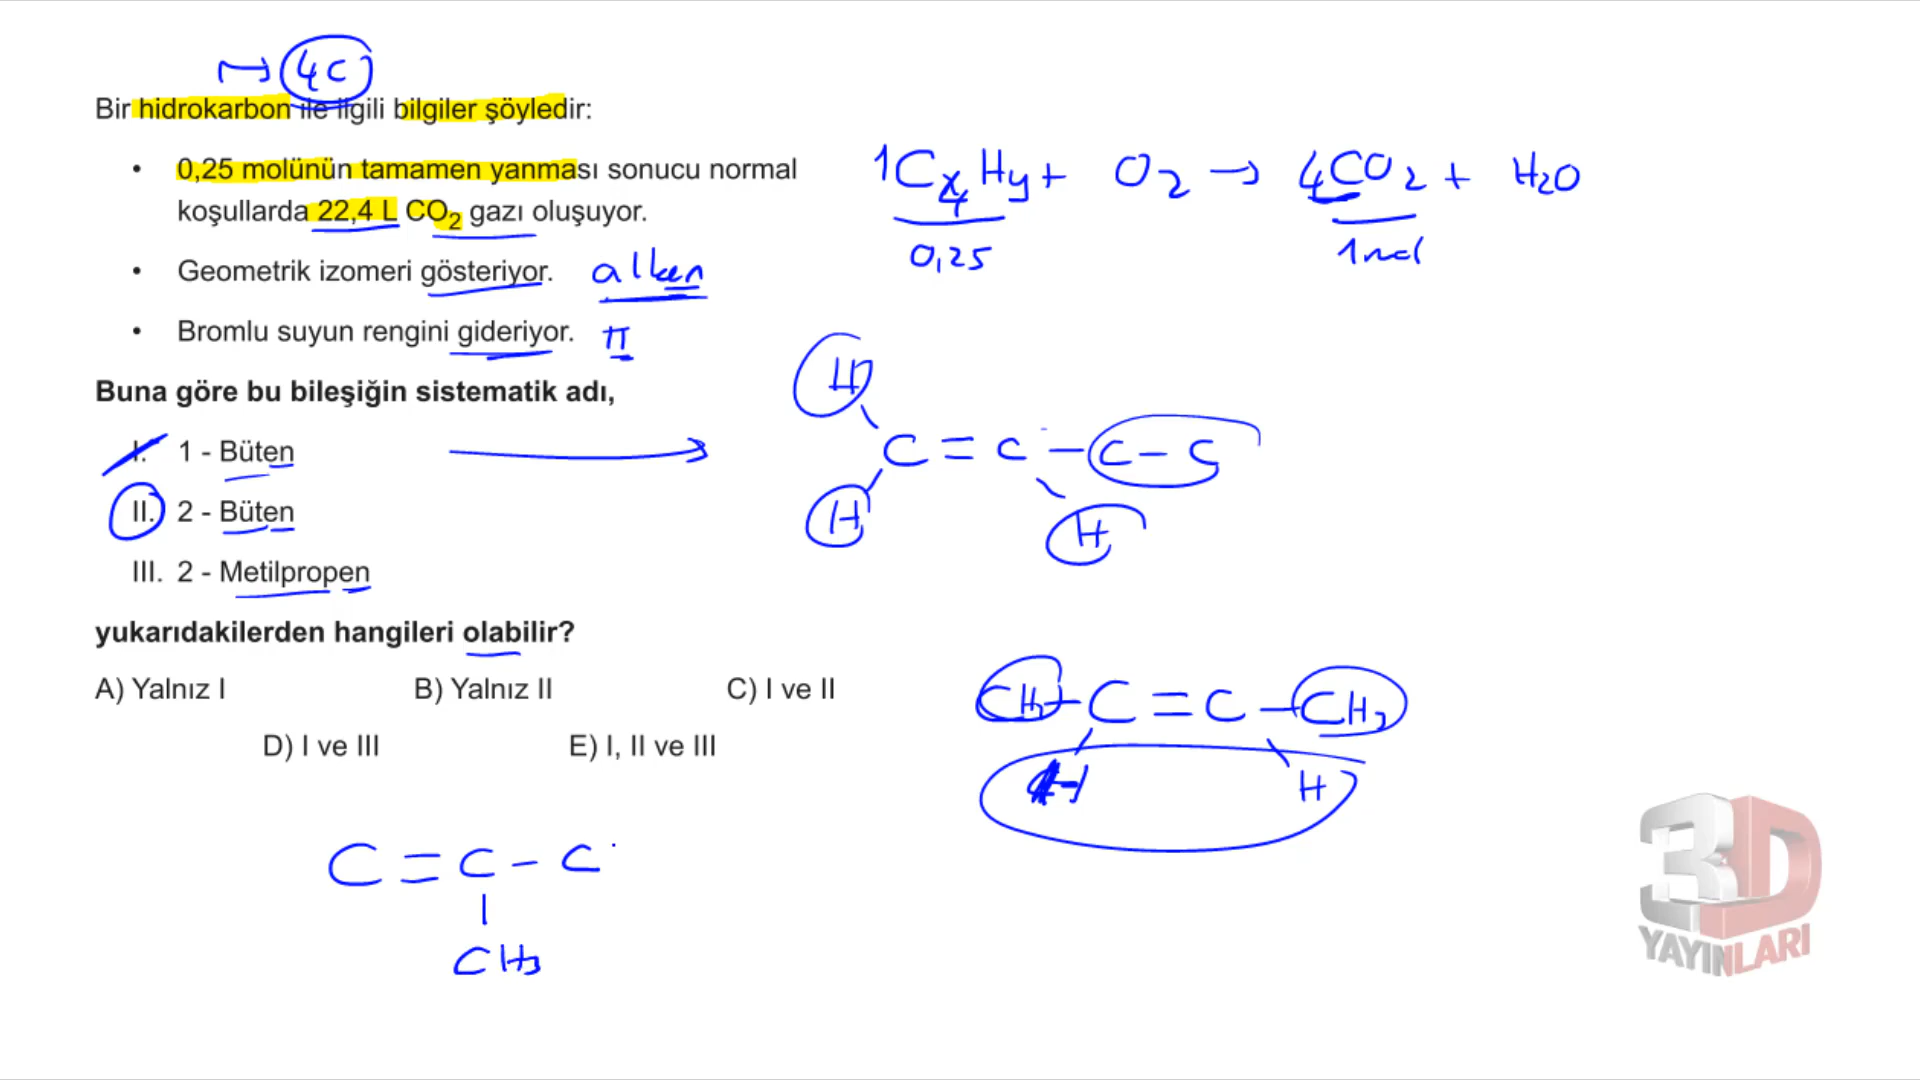 ↦ 4C
Bir hidrokarbon ile ilgili bilgiler şöyledir:
• 0,25 molünün tamamen yanması sonucu normal
koşullarda 22,4 L CO₂ gazı oluşuyor.
1CₓHy + O₂ → 4CO₂ + H₂O
4
0,25 1 mol
• Geometrik izomeri gösteriyor. alken
• Bromlu suyun rengini gideriyor. π
Buna göre bu bileşiğin sistematik adı,
I. 1 - Büten
II. 2 - Büten
III. 2 - Metilpropen
yukarıdakilerden hangileri olabilir?
A) Yalnız I B) Yalnız II C) I ve II
D) I ve III E) I, II ve III
H
C = C - C - C
H H
CH₃ - C = C - CH₃
H H
C = C - C
CH₃
3D
YAYINLARI